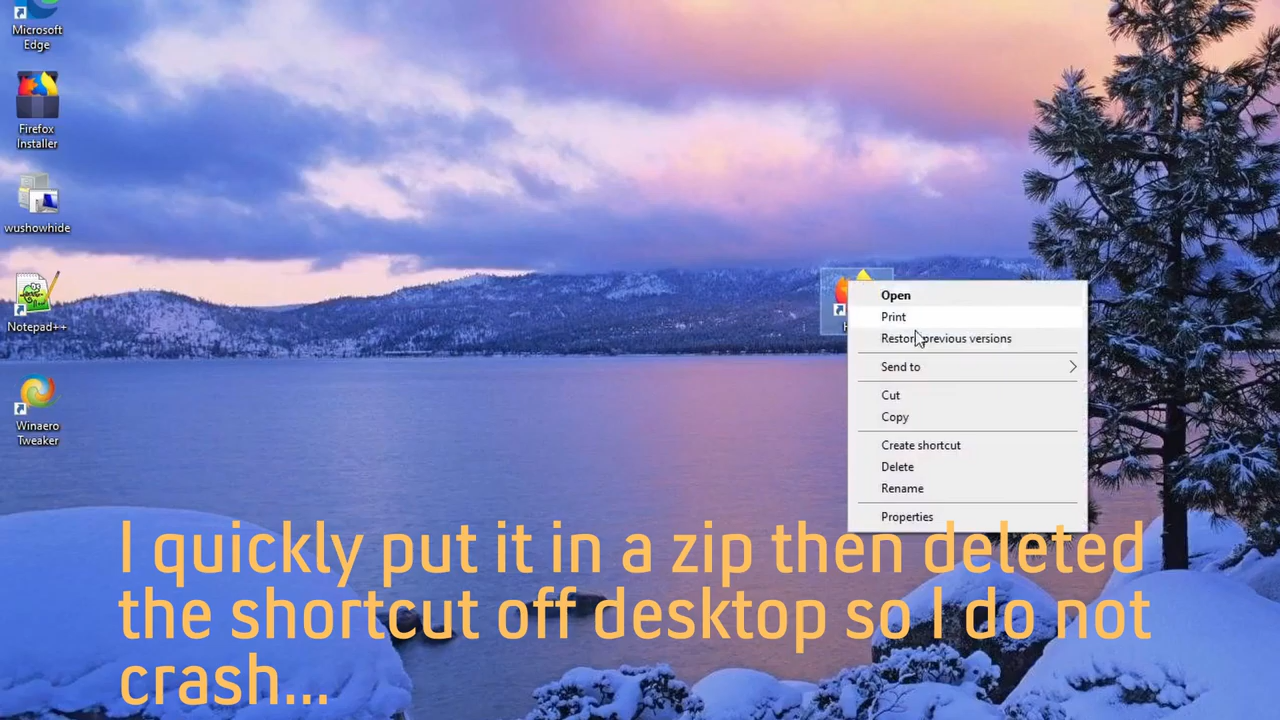 Microsoft
Edge
Firefox
Installer
wushowhide
Notepad++
Winaero
Tweaker
Open
Print
Restore previous versions
Send to
Cut
Copy
Create shortcut
Delete
Rename
Properties
I quickly put it in a zip then deleted
the shortcut off desktop so I do not
crash...